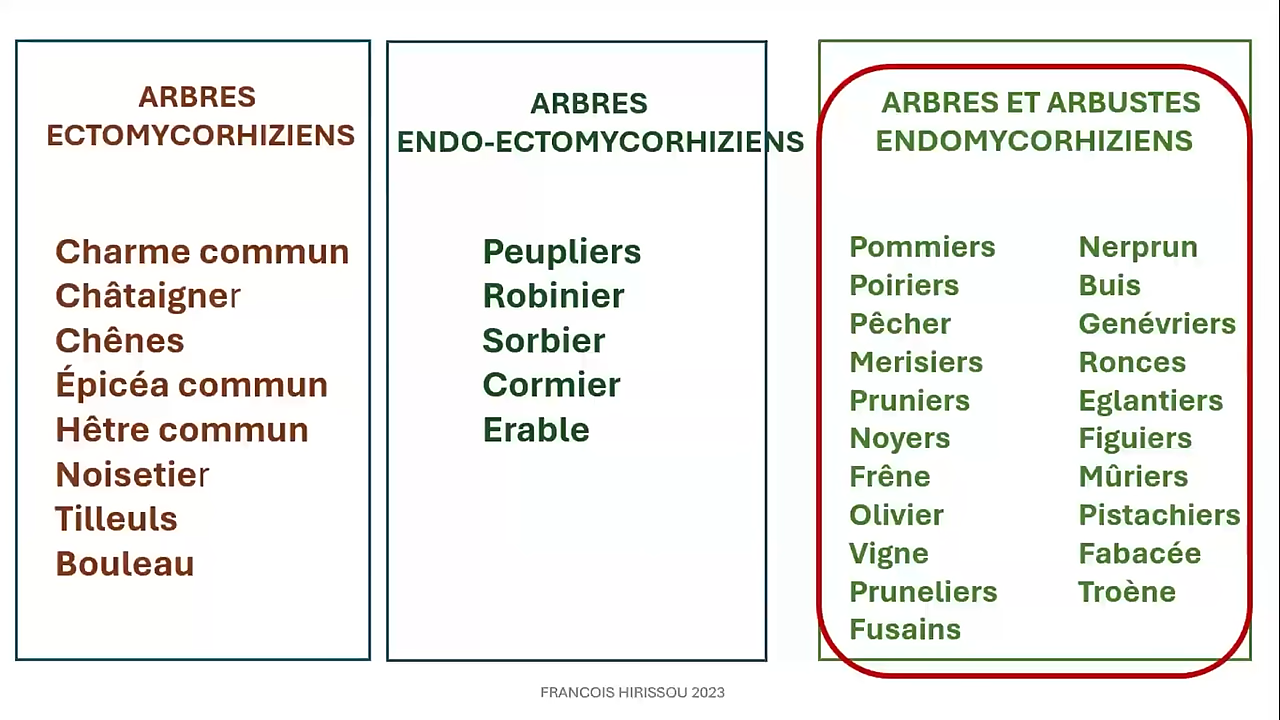 ARBRES
ECTOMYCORHIZIENS
Charme commun
Châtaigner
Chênes
Épicéa commun
Hêtre commun
Noisetier
Tilleuls
Bouleau
ARBRES
ENDO-ECTOMYCORHIZIENS
Peupliers
Robinier
Sorbier
Cormier
Erable
ARBRES ET ARBUSTES
ENDOMYCORHIZIENS
Pommiers
Poiriers
Pêcher
Merisiers
Pruniers
Noyers
Frêne
Olivier
Vigne
Pruneliers
Fusains
Nerprun
Buis
Genévriers
Ronces
Eglantiers
Figuiers
Mûriers
Pistachiers
Fabacée
Troène
FRANCOIS HIRISSOU 2023